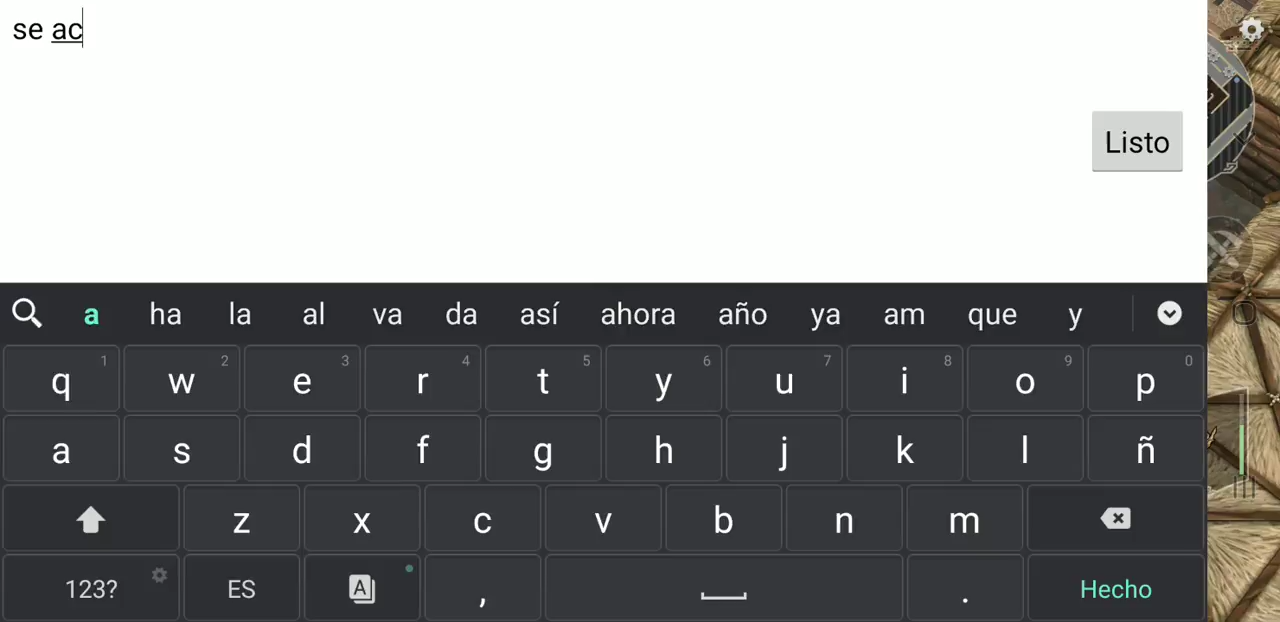 se ac
Listo
a ha la al va da así ahora año ya am que y
q 1 w 2 e 3 r 4 t 5 y 6 u 7 i 8 o 9 p 0
a s d f g h j k l ñ
z x c v b n m
123? ES A , . Hecho